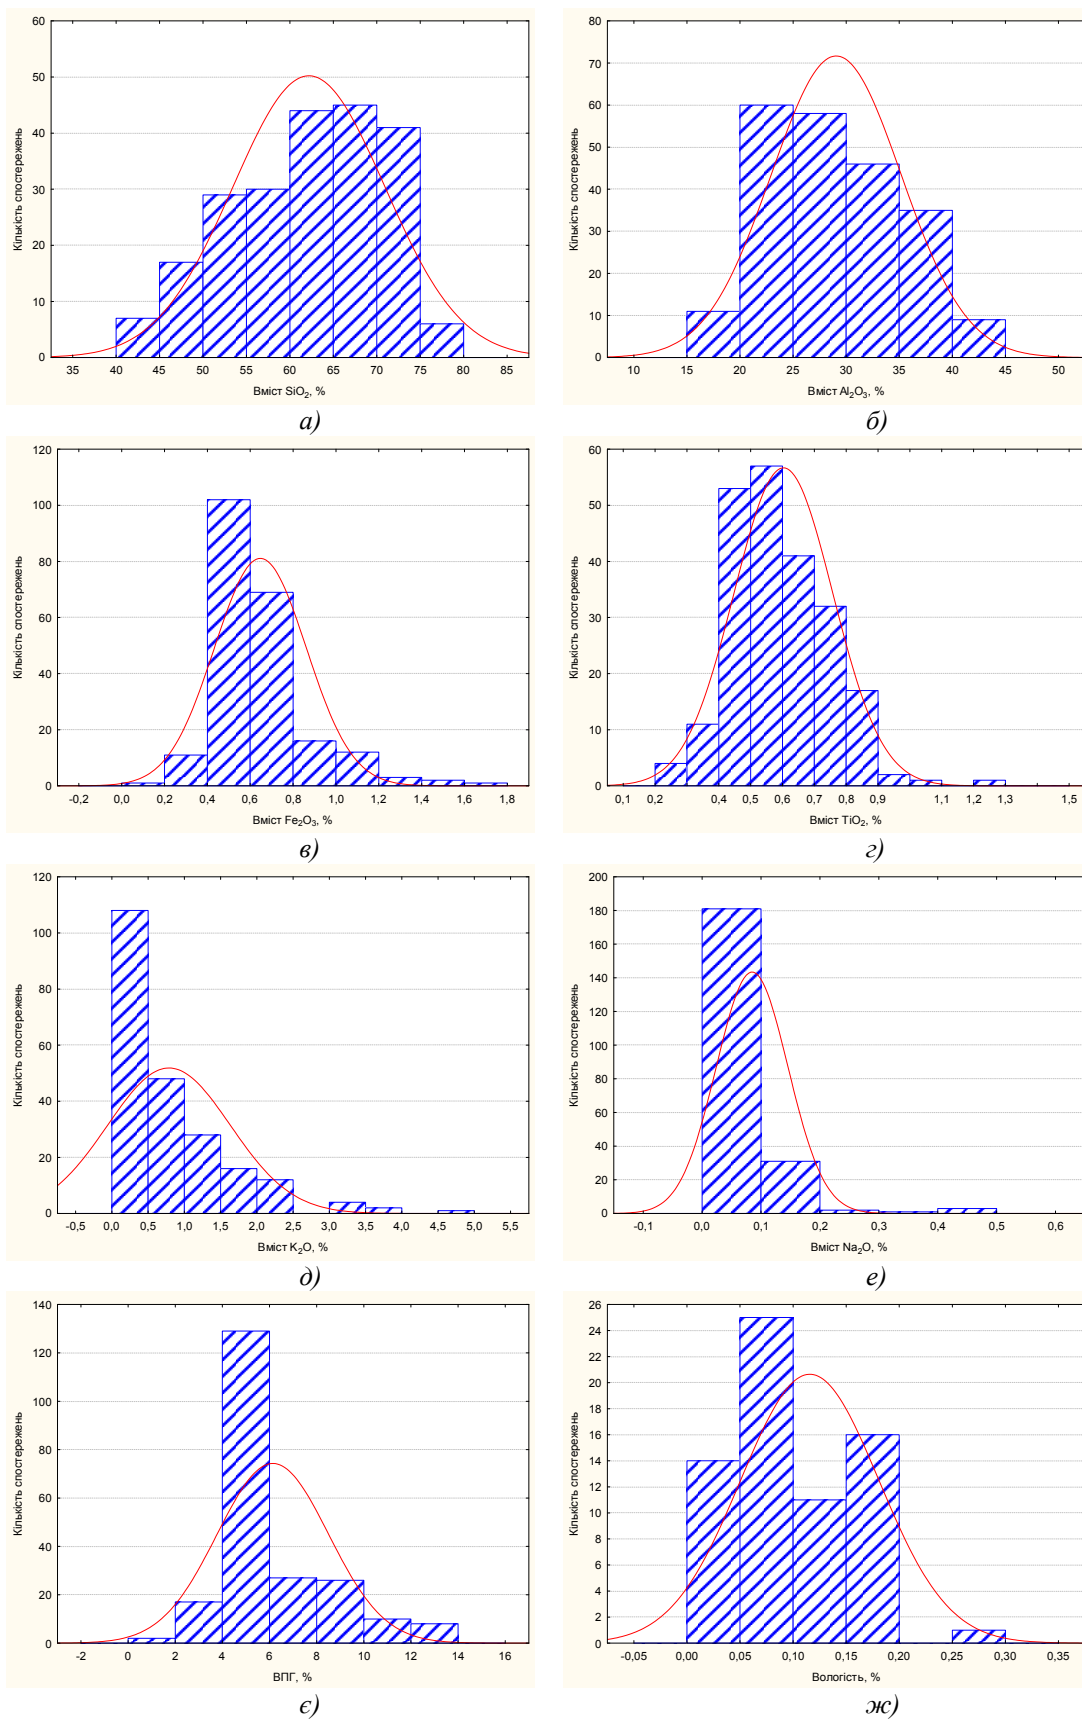 60
50
40
30
20
10
0
Кількість спостережень
35 40 45 50 55 60 65 70 75 80 85
Вміст SiO₂, %
а)
80
70
60
50
40
30
20
10
0
Кількість спостережень
10 15 20 25 30 35 40 45 50
Вміст Al₂O₃, %
б)
120
100
80
60
40
20
0
Кількість спостережень
-0,2 0,0 0,2 0,4 0,6 0,8 1,0 1,2 1,4 1,6 1,8
Вміст Fe₂O₃, %
в)
60
50
40
30
20
10
0
Кількість спостережень
0,1 0,2 0,4 0,5 0,6 0,7 0,8 0,9 1,1 1,2 1,3 1,5
Вміст TiO₂, %
г)
120
100
80
60
40
20
0
Кількість спостережень
-0,5 0,0 0,5 1,0 1,5 2,0 2,5 3,0 3,5 4,0 4,5 5,0 5,5
Вміст K₂O, %
д)
200
180
160
140
120
100
80
60
40
20
0
Кількість спостережень
-0,1 0,0 0,1 0,2 0,3 0,4 0,5 0,6
Вміст Na₂O, %
е)
140
120
100
80
60
40
20
0
Кількість спостережень
-2 0 2 4 6 8 10 12 14 16
ВПГ, %
є)
26
24
22
20
18
16
14
12
10
8
6
4
2
0
Кількість спостережень
-0,05 0,00 0,05 0,10 0,15 0,20 0,25 0,30 0,35
Вологість, %
ж)